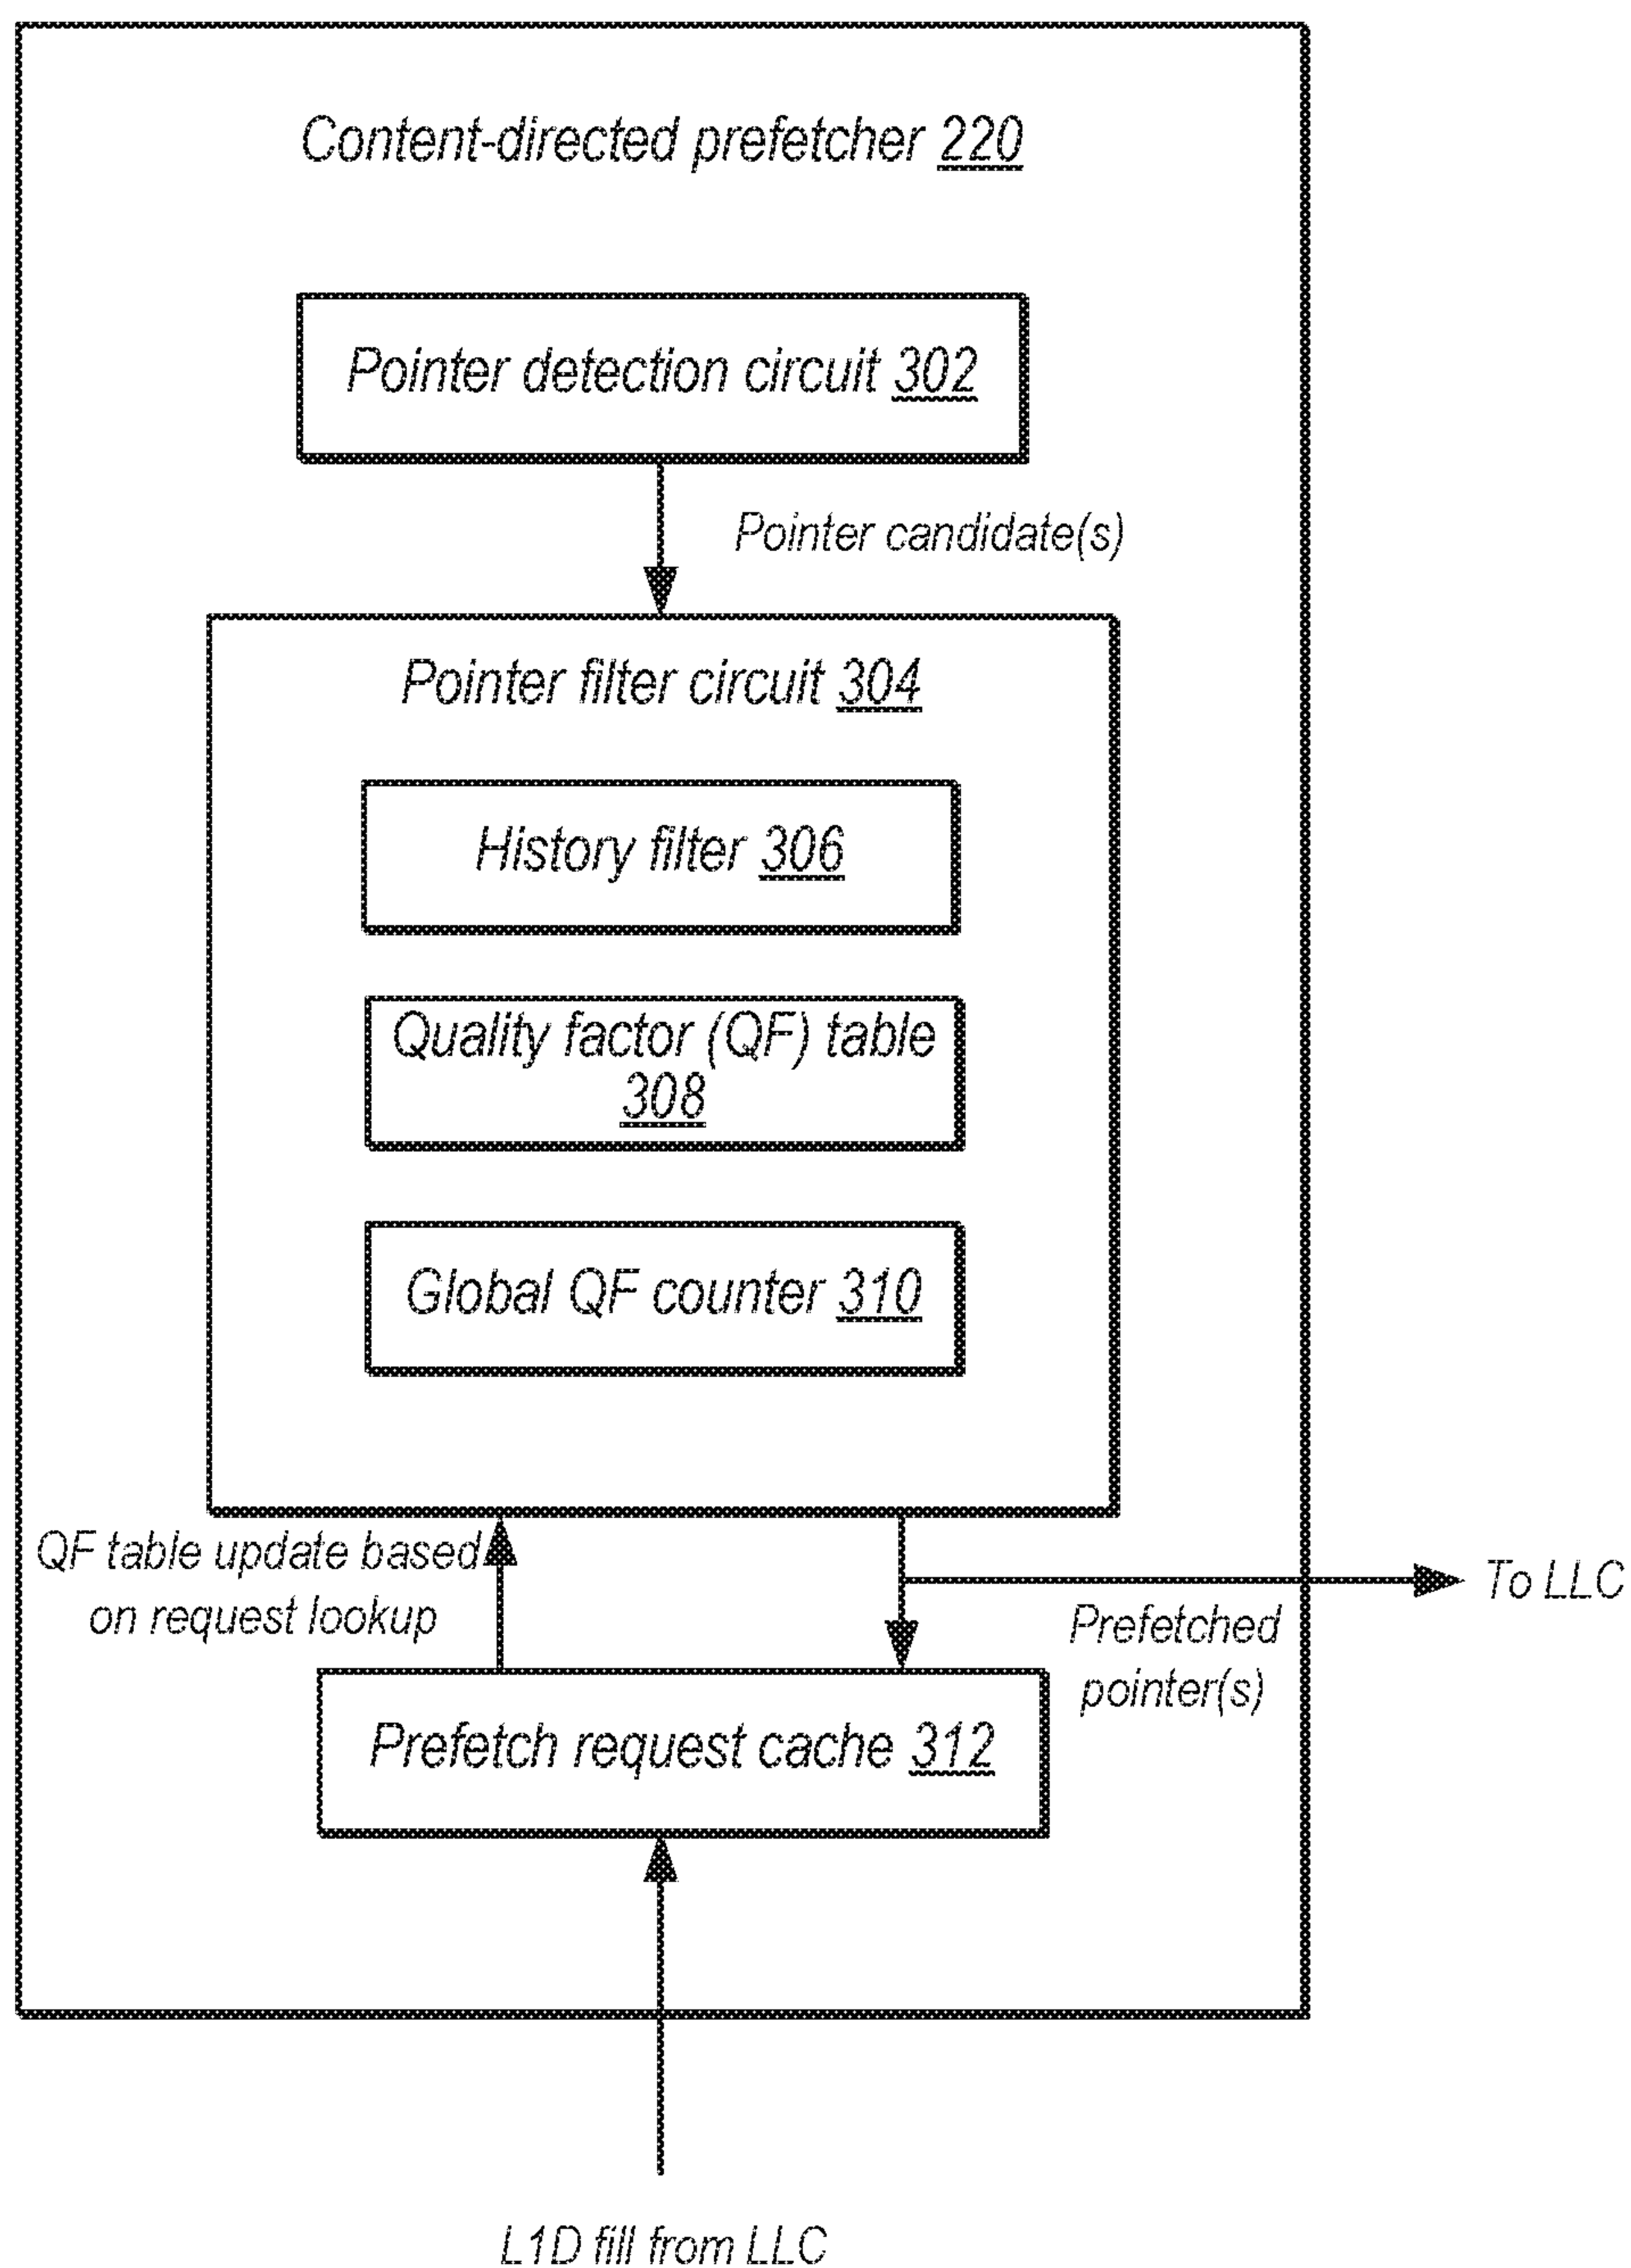 Content-directed prefetcher 220
Pointer detection circuit 302
Pointer candidate(s)
Pointer filter circuit 304
History filter 306
Quality factor (QF) table
308
Global QF counter 310
QF table update based
on request lookup
To LLC
Prefetched
pointer(s)
Prefetch request cache 312
L1D fill from LLC